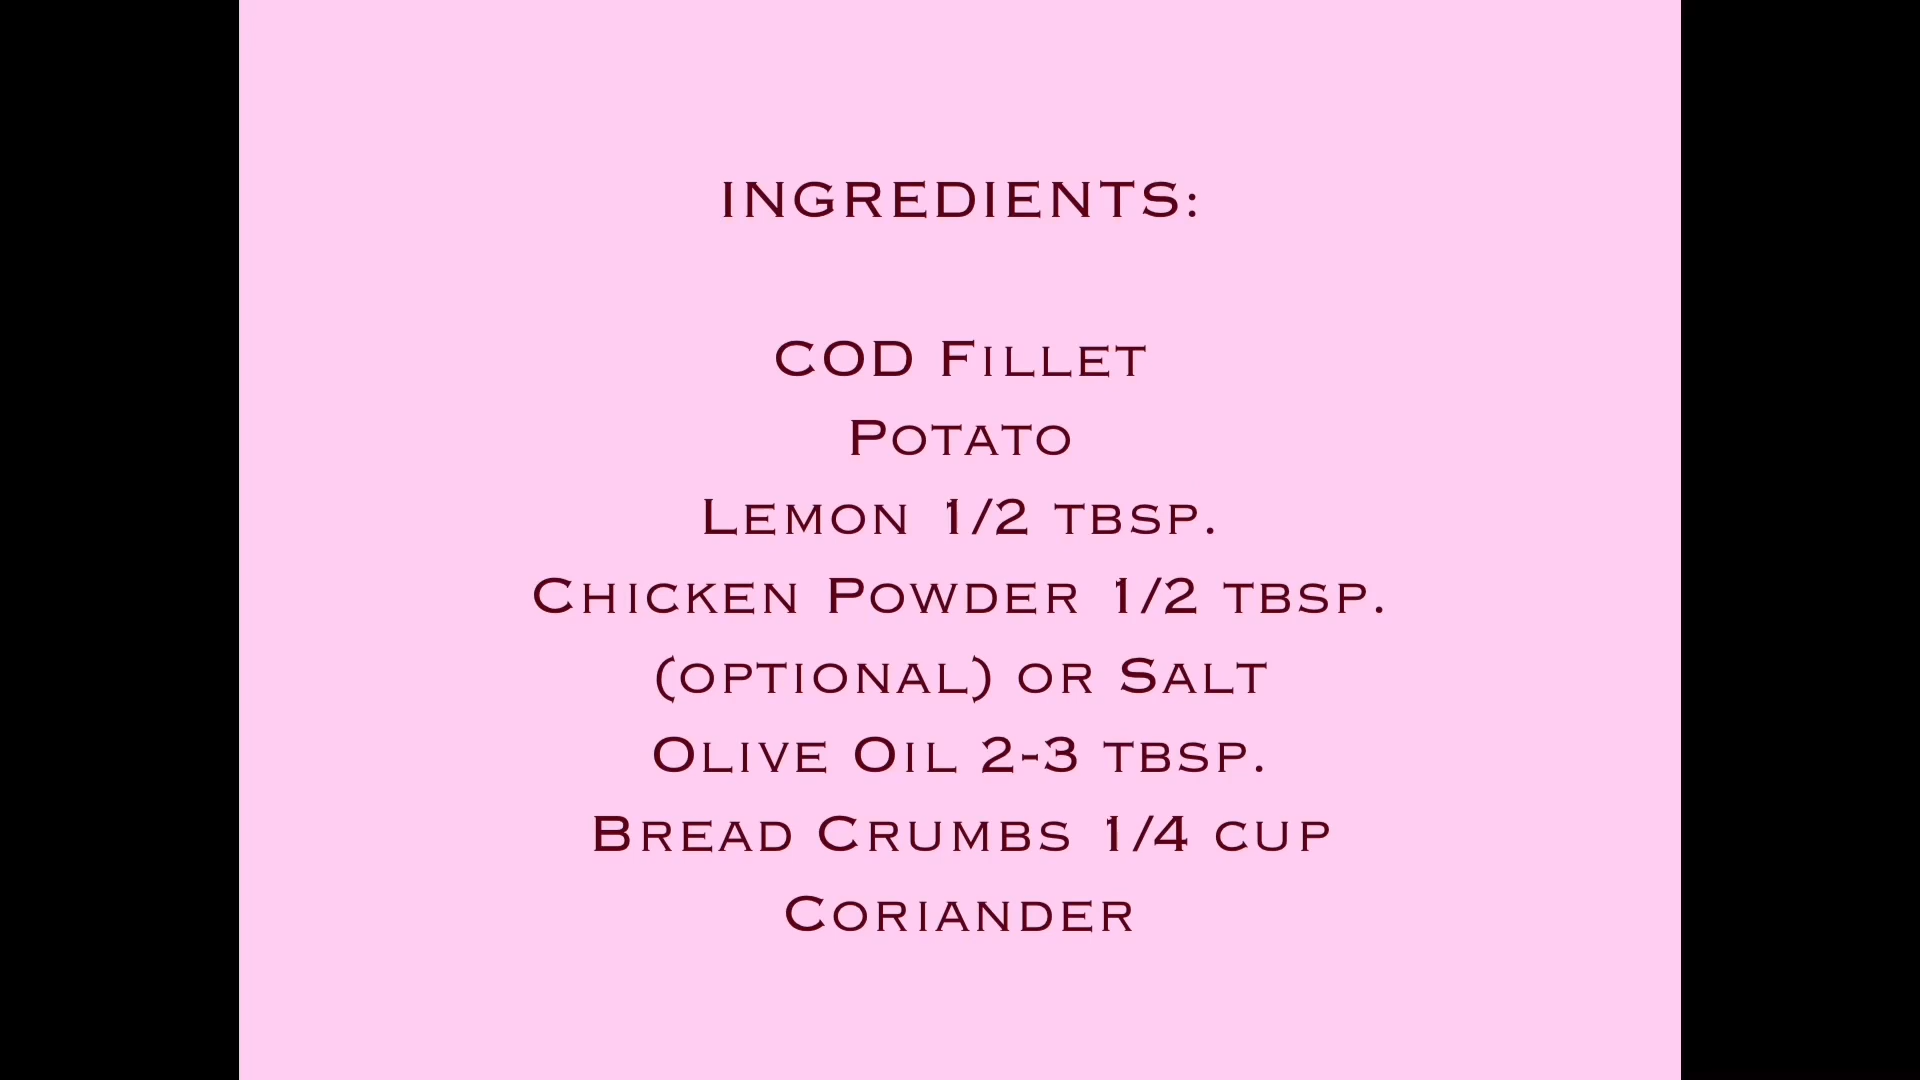 INGREDIENTS:
COD Fillet
Potato
Lemon 1/2 tbsp.
Chicken Powder 1/2 tbsp.
(optional) or Salt
Olive Oil 2-3 tbsp.
Bread Crumbs 1/4 cup
Coriander